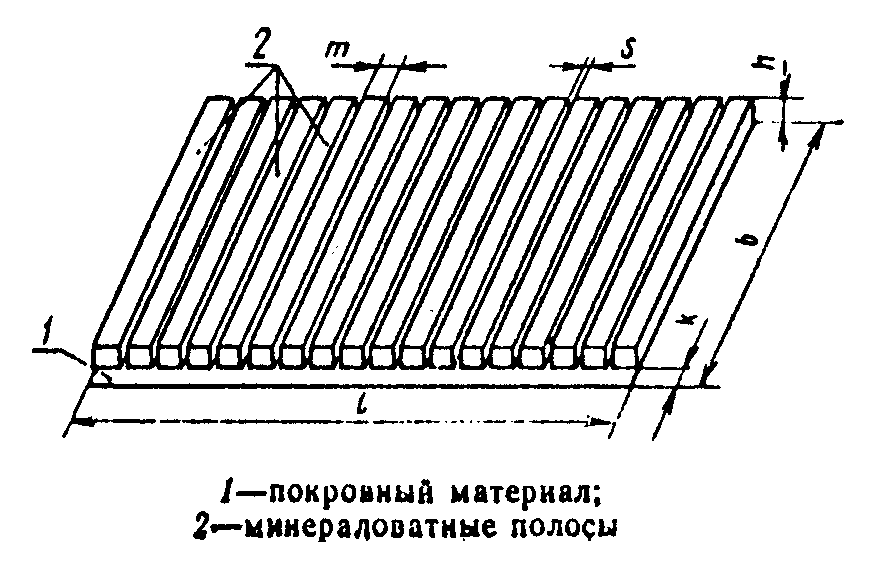 2 m s h
b
к
1
l
1—покровный материал;
2—минераловатные полосы